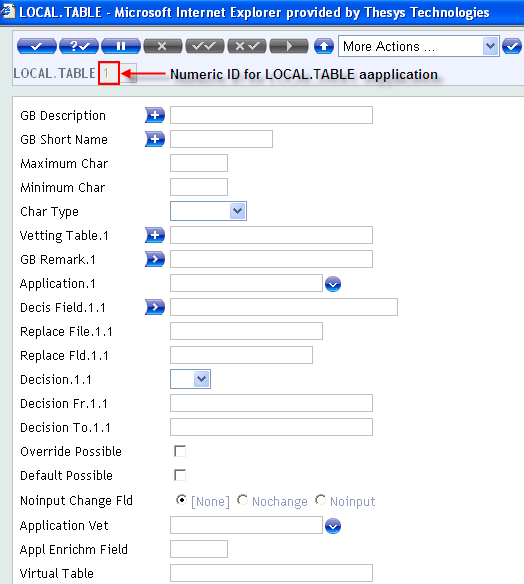 LOCAL.TABLE - Microsoft Internet Explorer provided by Thesys Technologies
More Actions ...
LOCAL.TABLE 1 Numeric ID for LOCAL.TABLE aapplication
GB Description
GB Short Name
Maximum Char
Minimum Char
Char Type
Vetting Table.1
GB Remark.1
Application.1
Decis Field.1.1
Replace File.1.1
Replace Fld.1.1
Decision.1.1
Decision Fr.1.1
Decision To.1.1
Override Possible
Default Possible
Noinput Change Fld [None] Nochange Noinput
Application Vet
Appl Enrichm Field
Virtual Table